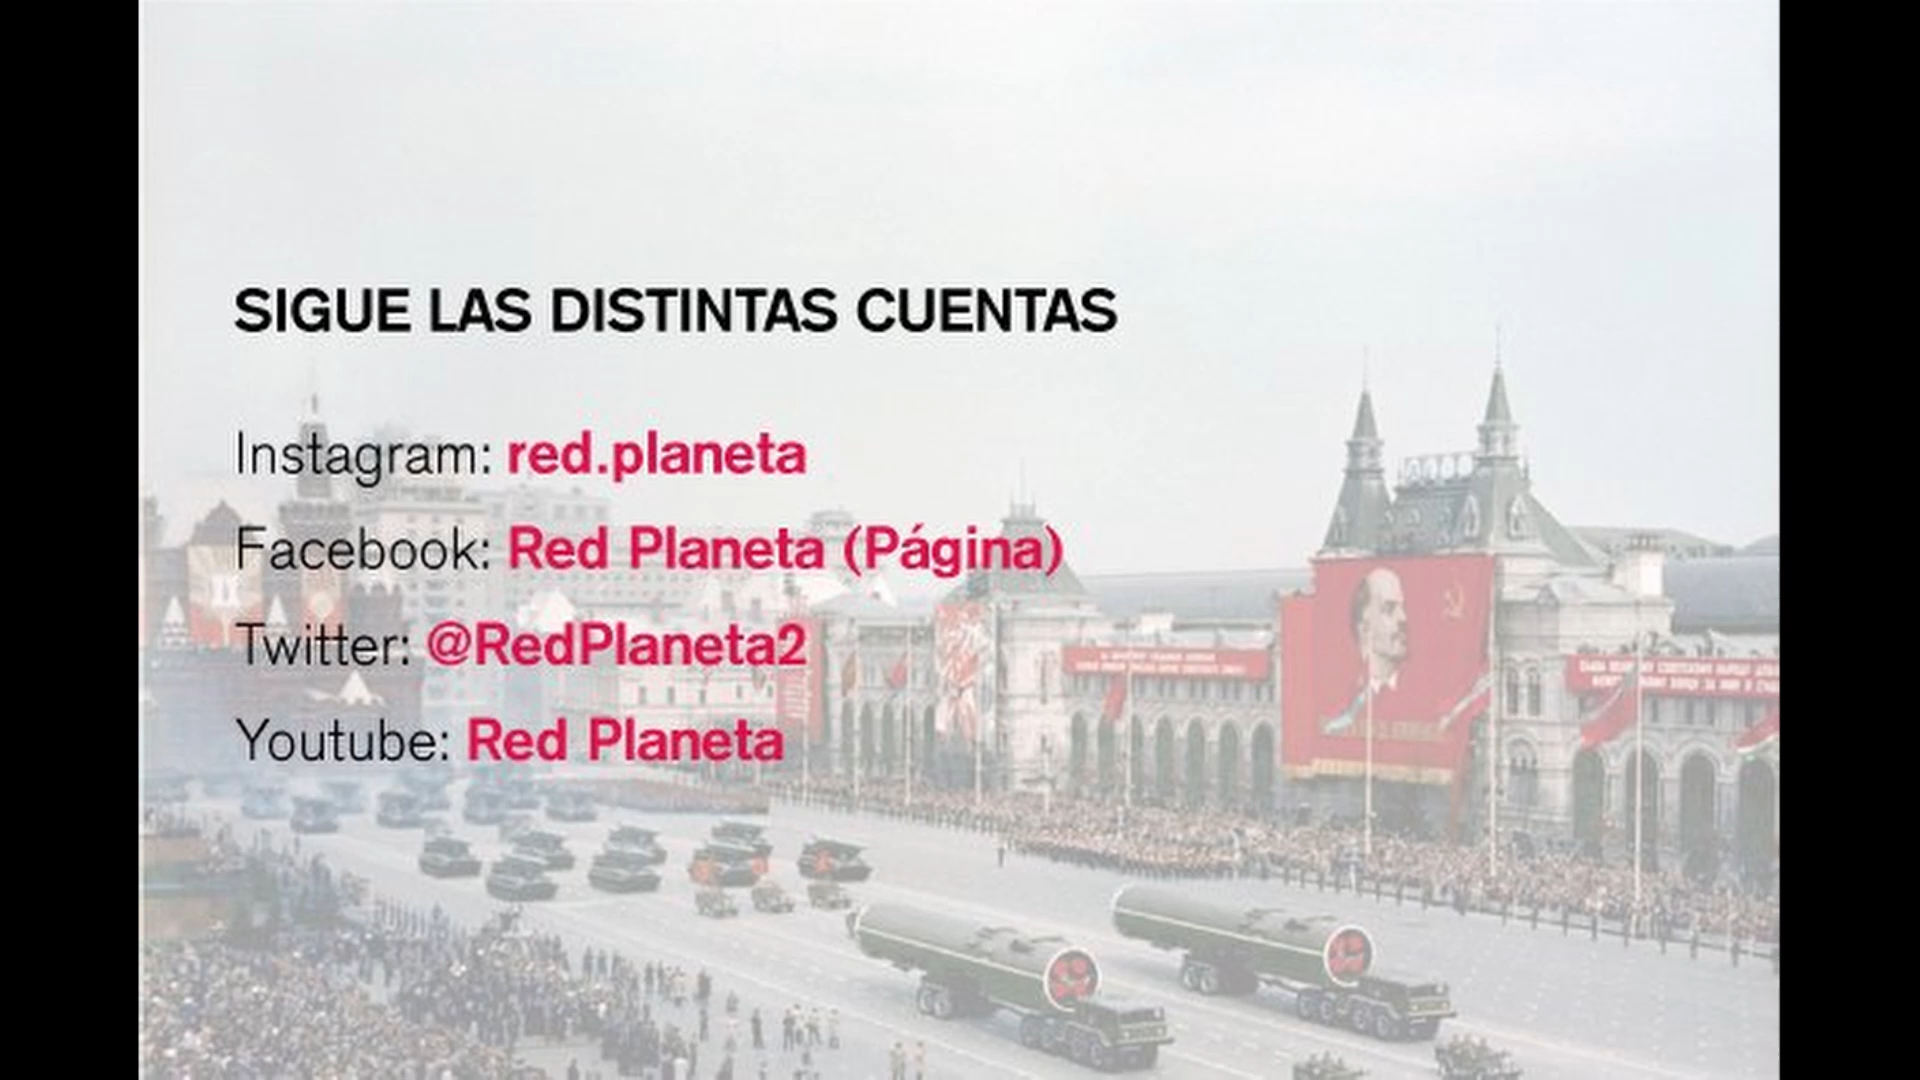 SIGUE LAS DISTINTAS CUENTAS
Instagram: red.planeta
Facebook: Red Planeta (Página)
Twitter: @RedPlaneta2
Youtube: Red Planeta